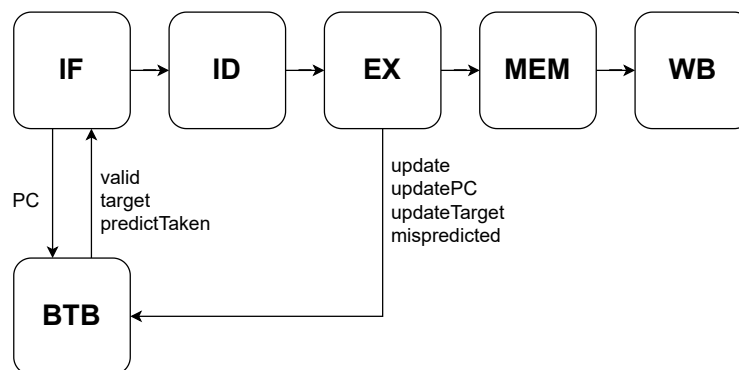 IF
ID
EX
MEM
WB
PC
valid
target
predictTaken
update
updatePC
updateTarget
mispredicted
BTB